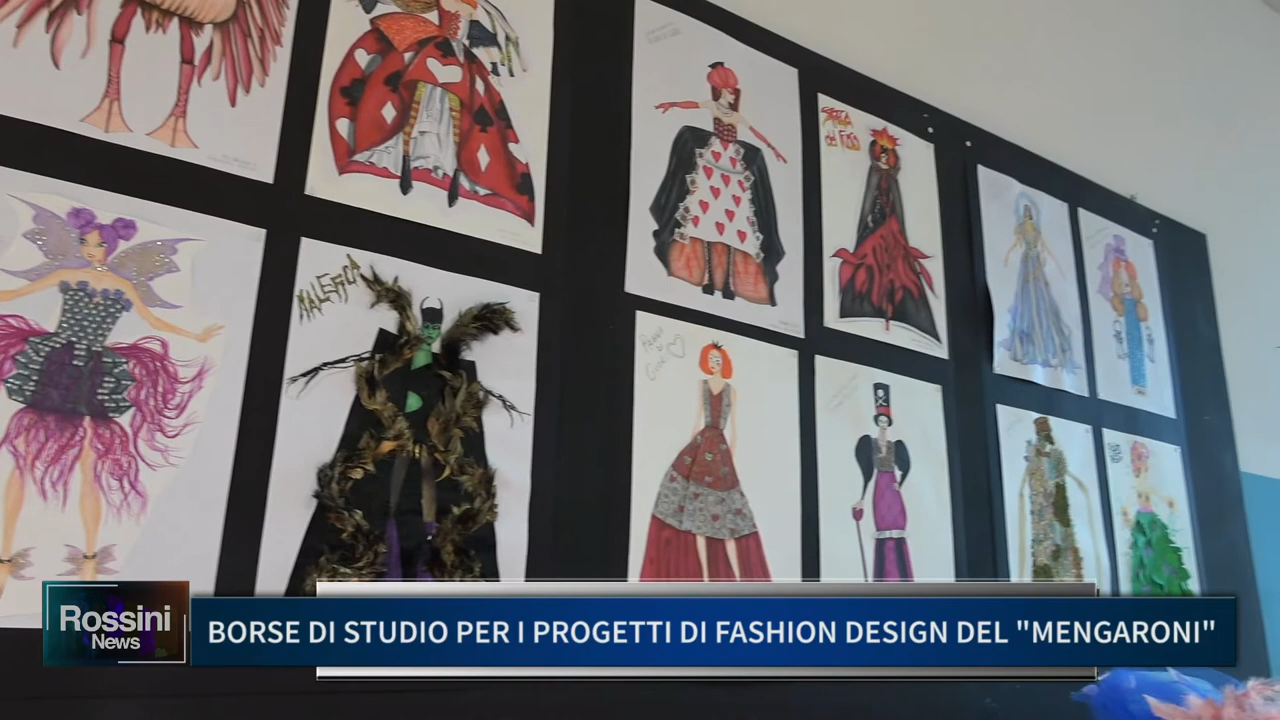 MALEFICA
Rossini
News
BORSE DI STUDIO PER I PROGETTI DI FASHION DESIGN DEL "MENGARONI"